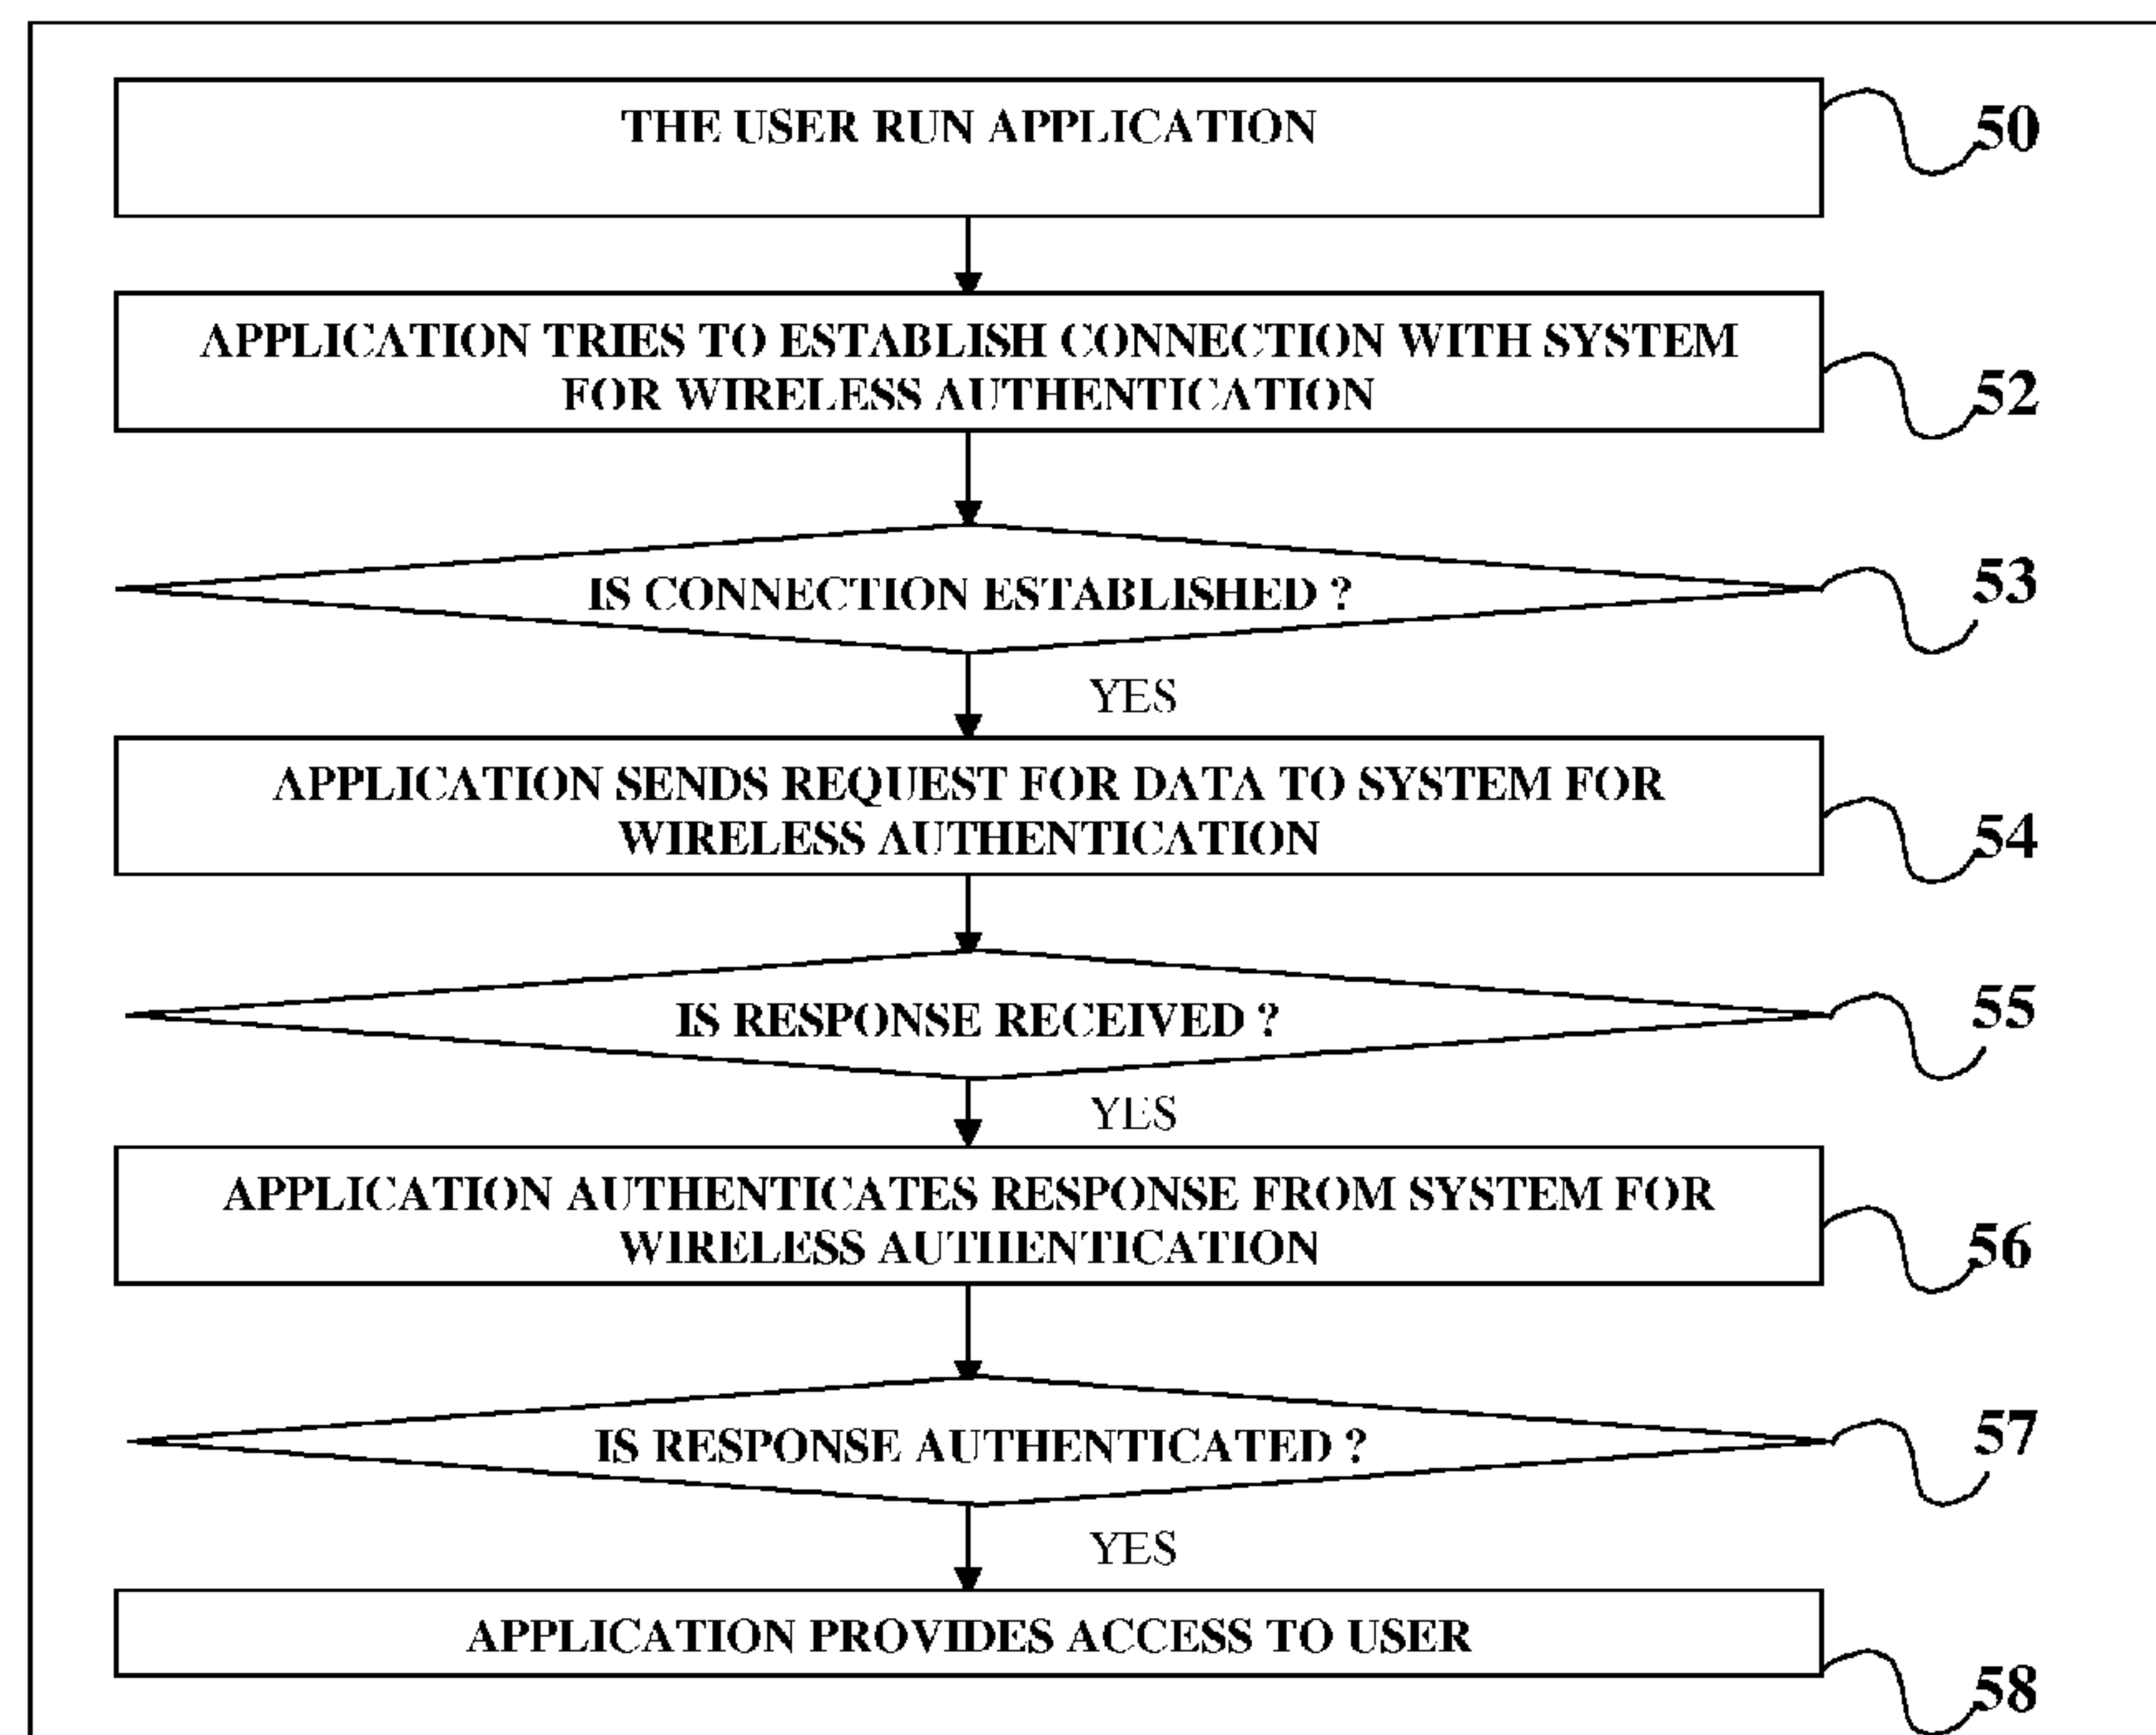 THE USER RUN APPLICATION
50
APPLICATION TRIES TO ESTABLISH CONNECTION WITH SYSTEM
FOR WIRELESS AUTHENTICATION
52
IS CONNECTION ESTABLISHED ?
53
YES
APPLICATION SENDS REQUEST FOR DATA TO SYSTEM FOR
WIRELESS AUTHENTICATION
54
IS RESPONSE RECEIVED ?
55
YES
APPLICATION AUTHENTICATES RESPONSE FROM SYSTEM FOR
WIRELESS AUTHENTICATION
56
IS RESPONSE AUTHENTICATED ?
57
YES
APPLICATION PROVIDES ACCESS TO USER
58